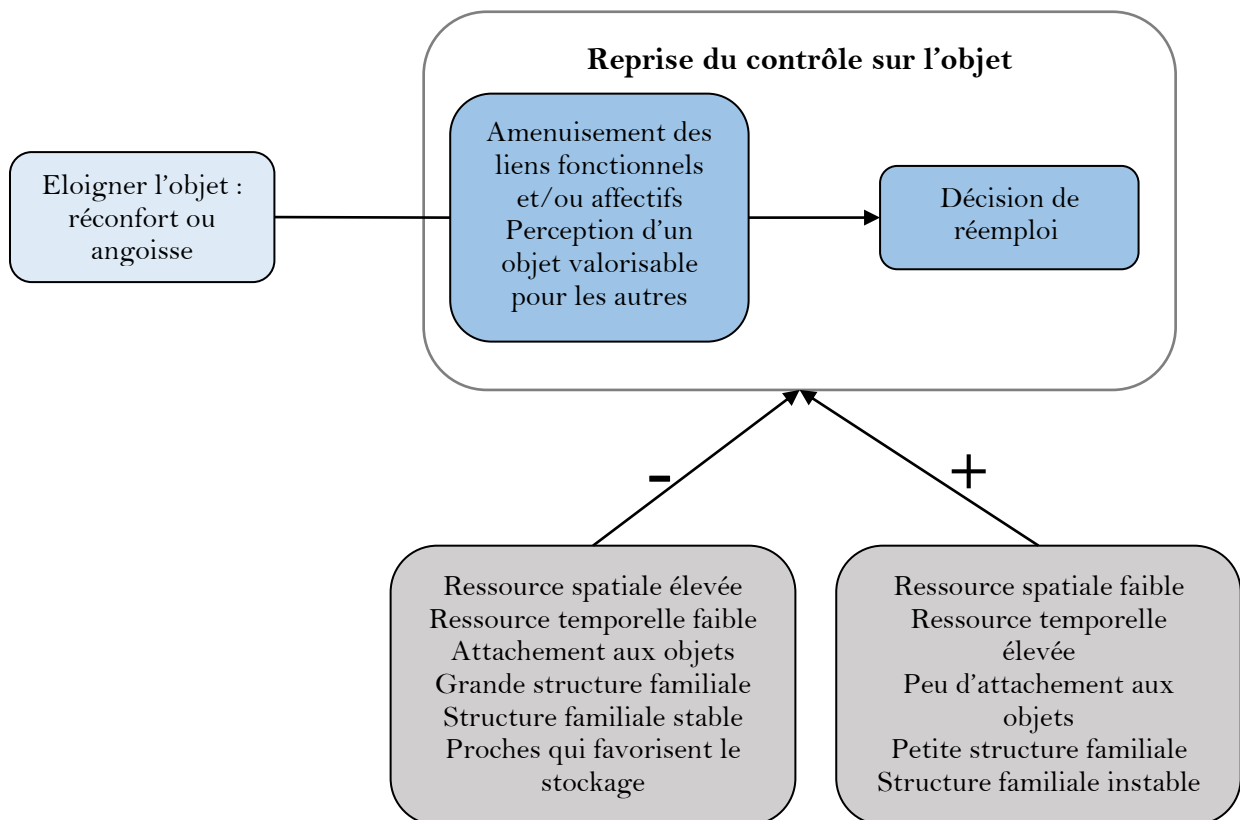 Reprise du contrôle sur l’objet
Eloigner l’objet :
réconfort ou
angoisse
Amenuisement des
liens fonctionnels
et/ou affectifs
Perception d’un
objet valorisable
pour les autres
Décision de
réemploi
-
+
Ressource spatiale élevée
Ressource temporelle faible
Attachement aux objets
Grande structure familiale
Structure familiale stable
Proches qui favorisent le
stockage
Ressource spatiale faible
Ressource temporelle
élevée
Peu d’attachement aux
objets
Petite structure familiale
Structure familiale instable